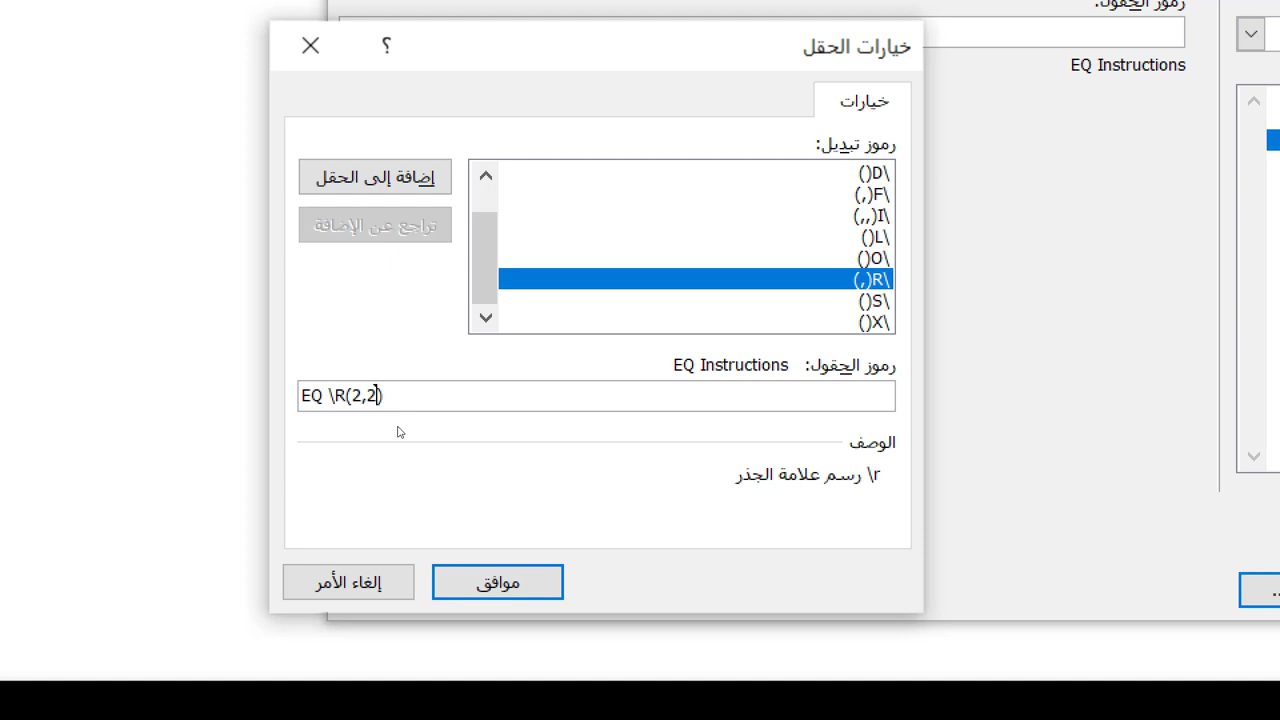 رموز الحقول:
EQ Instructions
خيارات الحقل
؟
خيارات
رموز تبديل:
\D()
\F(,)
\I(,,)
\L()
\O()
\R(,)
\S()
\X()
إضافة إلى الحقل
تراجع عن الإضافة
رموز الحقول: EQ Instructions
EQ \R(2,2)
الوصف
\r رسم علامة الجذر
موافق
إلغاء الأمر
..